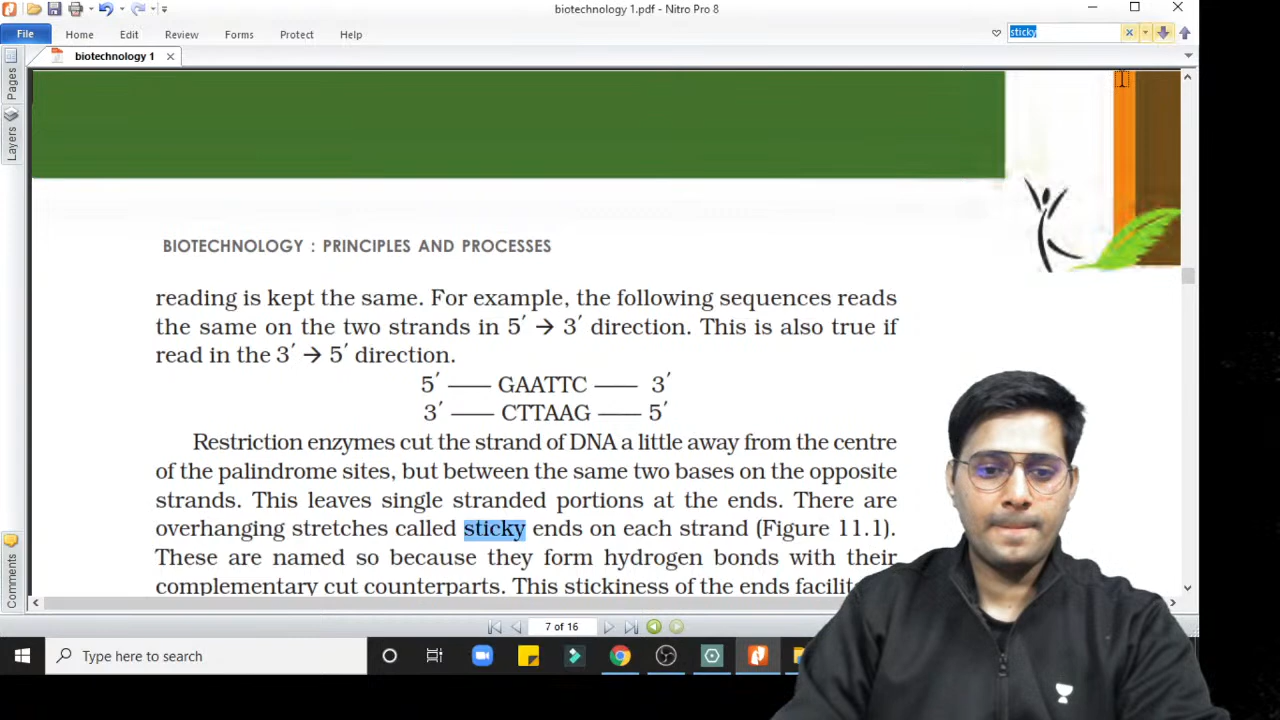 biotechnology 1.pdf - Nitro Pro 8
File Home Edit Review Forms Protect Help
sticky
biotechnology 1
Pages
Layers
BIOTECHNOLOGY : PRINCIPLES AND PROCESSES
reading is kept the same. For example, the following sequences reads
the same on the two strands in 5′ → 3′ direction. This is also true if
read in the 3′ → 5′ direction.
5′ —— GAATTC —— 3′
3′ —— CTTAAG —— 5′
Restriction enzymes cut the strand of DNA a little away from the centre
of the palindrome sites, but between the same two bases on the opposite
strands. This leaves single stranded portions at the ends. There are
overhanging stretches called sticky ends on each strand (Figure 11.1).
These are named so because they form hydrogen bonds with their
complementary cut counterparts. This stickiness of the ends facilit
Comments
7 of 16
Type here to search